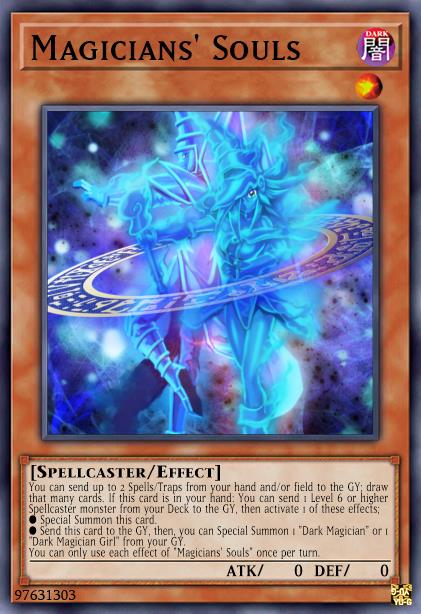 MAGICIANS' SOULS
DARK
闇
[SPELLCASTER/EFFECT]
You can send up to 2 Spells/Traps from your hand and/or field to the GY; draw
that many cards. If this card is in your hand: You can send 1 Level 6 or higher
Spellcaster monster from your Deck to the GY, then activate 1 of these effects;
● Special Summon this card.
● Send this card to the GY, then, you can Special Summon 1 "Dark Magician" or 1
"Dark Magician Girl" from your GY.
You can only use each effect of "Magicians' Souls" once per turn.
ATK/ 0 DEF/ 0
97631303